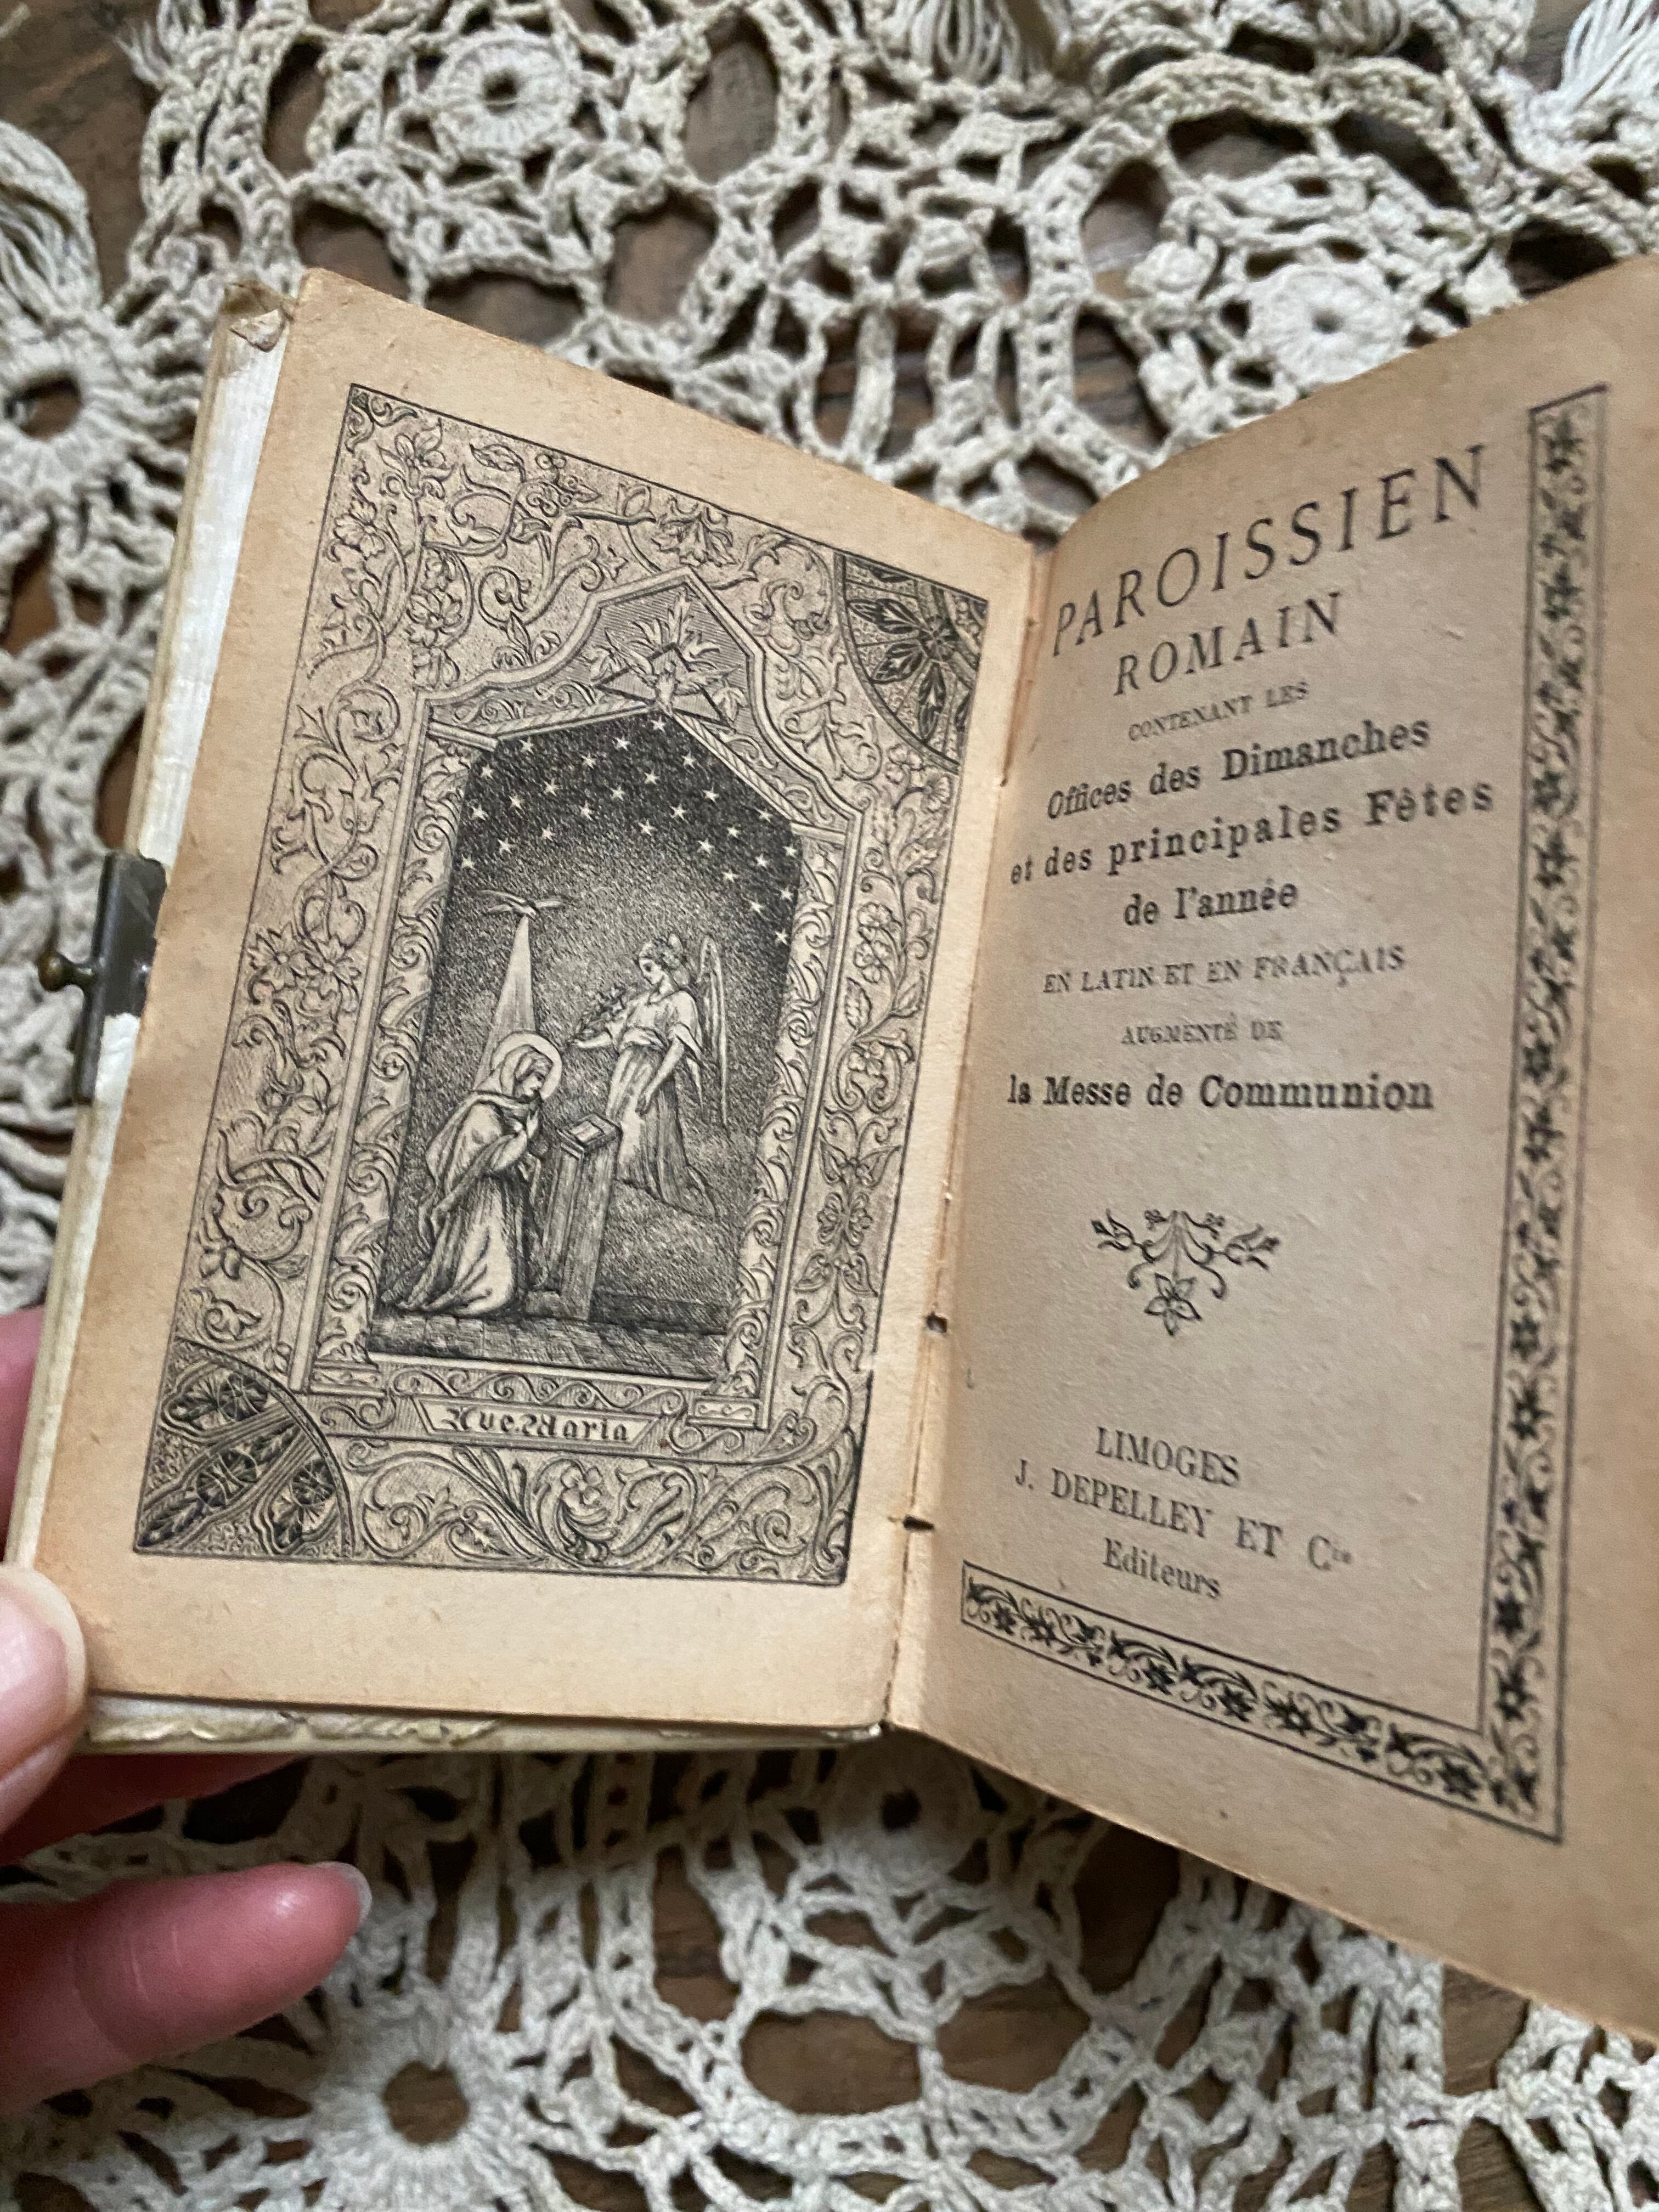 Ave Maria
PAROISSIEN
ROMAIN
CONTENANT LES
Offices des Dimanches
et des principales Fêtes
de l'année
EN LATIN ET EN FRANÇAIS
AUGMENTÉ DE
la Messe de Communion
LIMOGES
J. DEPELLEY ET Cie
Editeurs